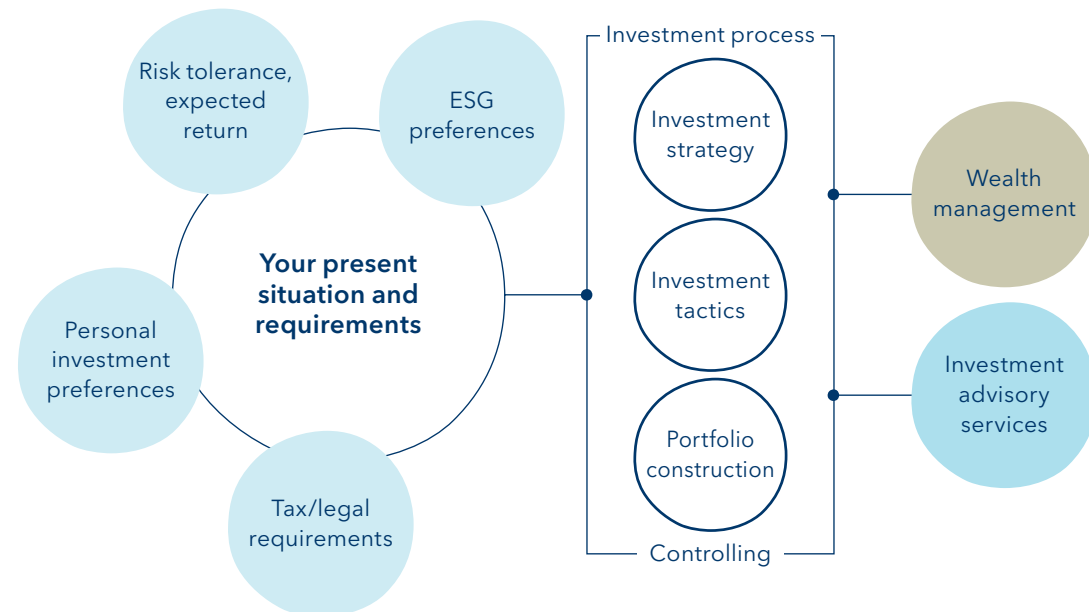 Risk tolerance,
expected
return
ESG
preferences
Your present
situation and
requirements
Personal
investment
preferences
Tax/legal
requirements
Investment process
Investment
strategy
Investment
tactics
Portfolio
construction
Controlling
Wealth
management
Investment
advisory
services